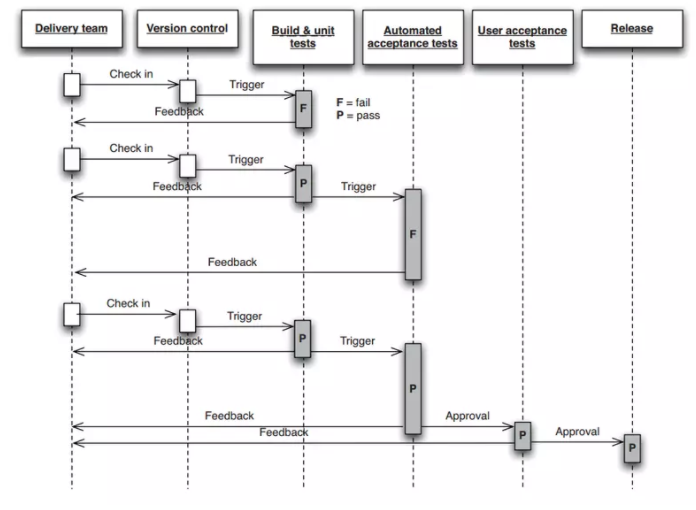 Delivery team
Version control
Build & unit
tests
Automated
acceptance tests
User acceptance
tests
Release
Check in
Trigger
Feedback
F
F = fail
P = pass
Check in
Trigger
Feedback
P
Trigger
F
Feedback
Check in
Trigger
Feedback
P
Trigger
P
Feedback
Approval
Feedback
P
Approval
P